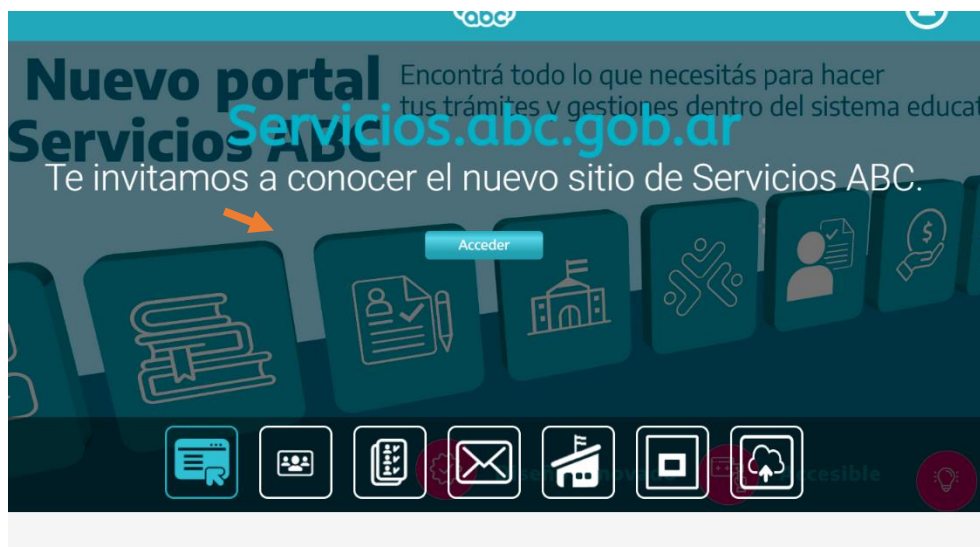 abc
Nuevo portal
Servicios ABC
Encontrá todo lo que necesitás para hacer
tus trámites y gestiones dentro del sistema educat
Servicios.abc.gob.ar
Te invitamos a conocer el nuevo sitio de Servicios ABC.
Acceder
$